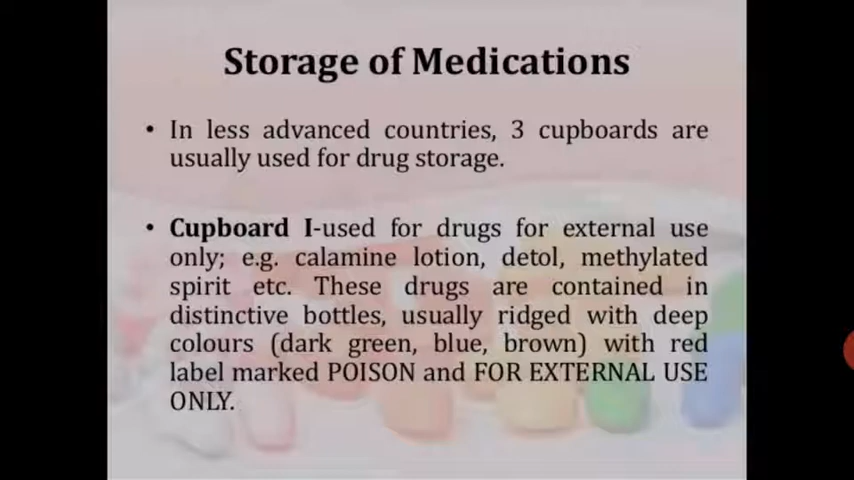 Storage of Medications
• In less advanced countries, 3 cupboards are
usually used for drug storage.
• Cupboard I-used for drugs for external use
only; e.g. calamine lotion, detol, methylated
spirit etc. These drugs are contained in
distinctive bottles, usually ridged with deep
colours (dark green, blue, brown) with red
label marked POISON and FOR EXTERNAL USE
ONLY.